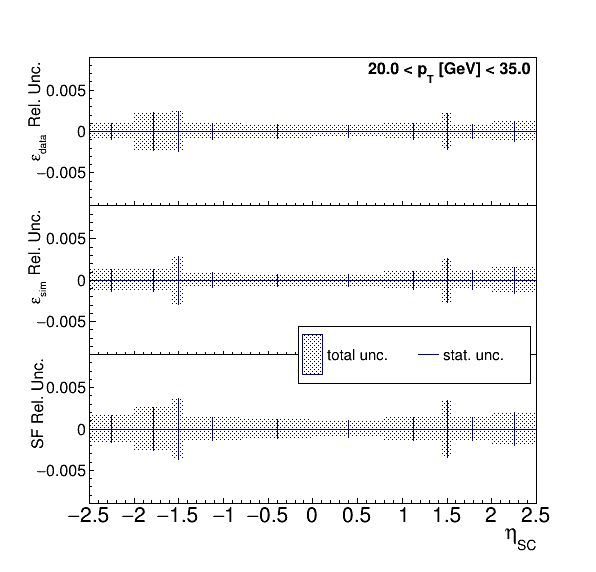 20.0 < p_T [GeV] < 35.0
ε_data Rel. Unc.
0.005
0
−0.005
ε_sim Rel. Unc.
0.005
0
−0.005
total unc.
stat. unc.
SF Rel. Unc.
0.005
0
−0.005
−2.5 −2 −1.5 −1 −0.5 0 0.5 1 1.5 2 2.5
η_SC